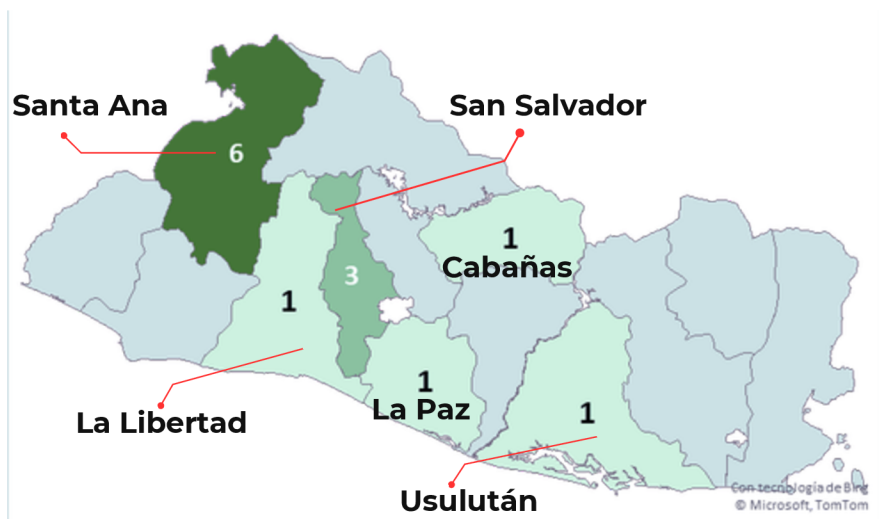 Santa Ana
San Salvador
6
1
Cabañas
3
1
1
La Paz
1
La Libertad
Usulután
Con tecnología de Bing
© Microsoft, TomTom